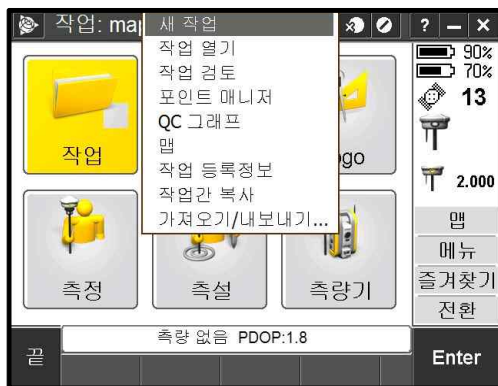 작업: map
? – X
새 작업
작업 열기
작업 검토
포인트 매니저
QC 그래프
맵
작업 등록정보
작업간 복사
가져오기/내보내기...
작업
ogo
측정
측설
측량기
90%
70%
13
2.000
맵
메뉴
즐겨찾기
전환
측량 없음 PDOP:1.8
끝
Enter